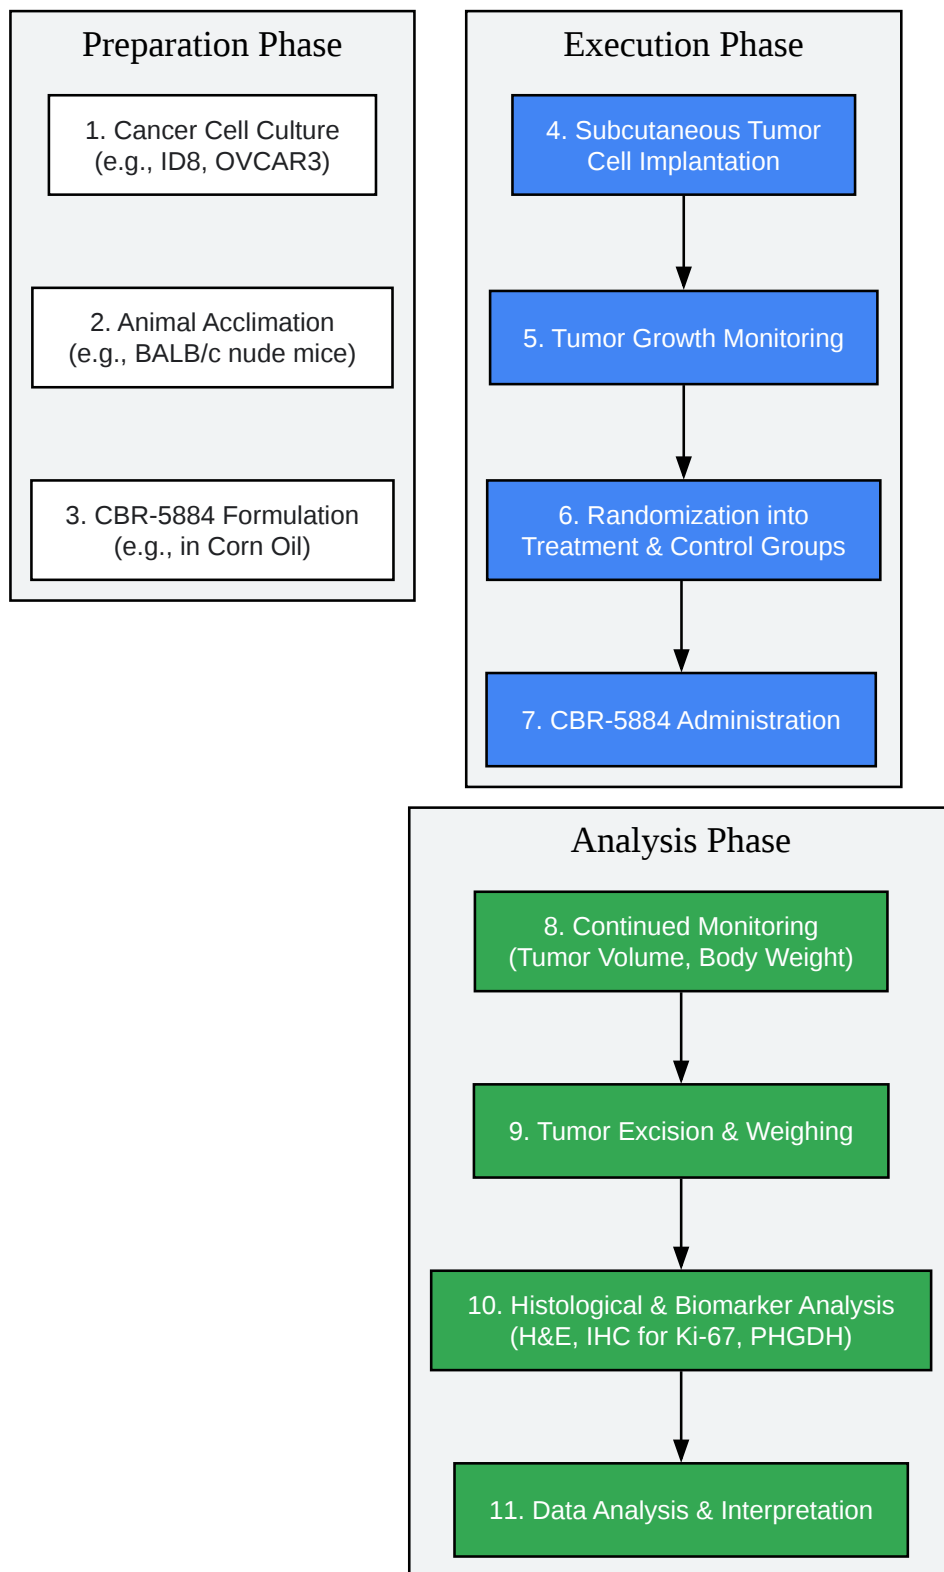 Preparation Phase
1. Cancer Cell Culture
(e.g., ID8, OVCAR3)
2. Animal Acclimation
(e.g., BALB/c nude mice)
3. CBR-5884 Formulation
(e.g., in Corn Oil)
Execution Phase
4. Subcutaneous Tumor
Cell Implantation
5. Tumor Growth Monitoring
6. Randomization into
Treatment & Control Groups
7. CBR-5884 Administration
Analysis Phase
8. Continued Monitoring
(Tumor Volume, Body Weight)
9. Tumor Excision & Weighing
10. Histological & Biomarker Analysis
(H&E, IHC for Ki-67, PHGDH)
11. Data Analysis & Interpretation